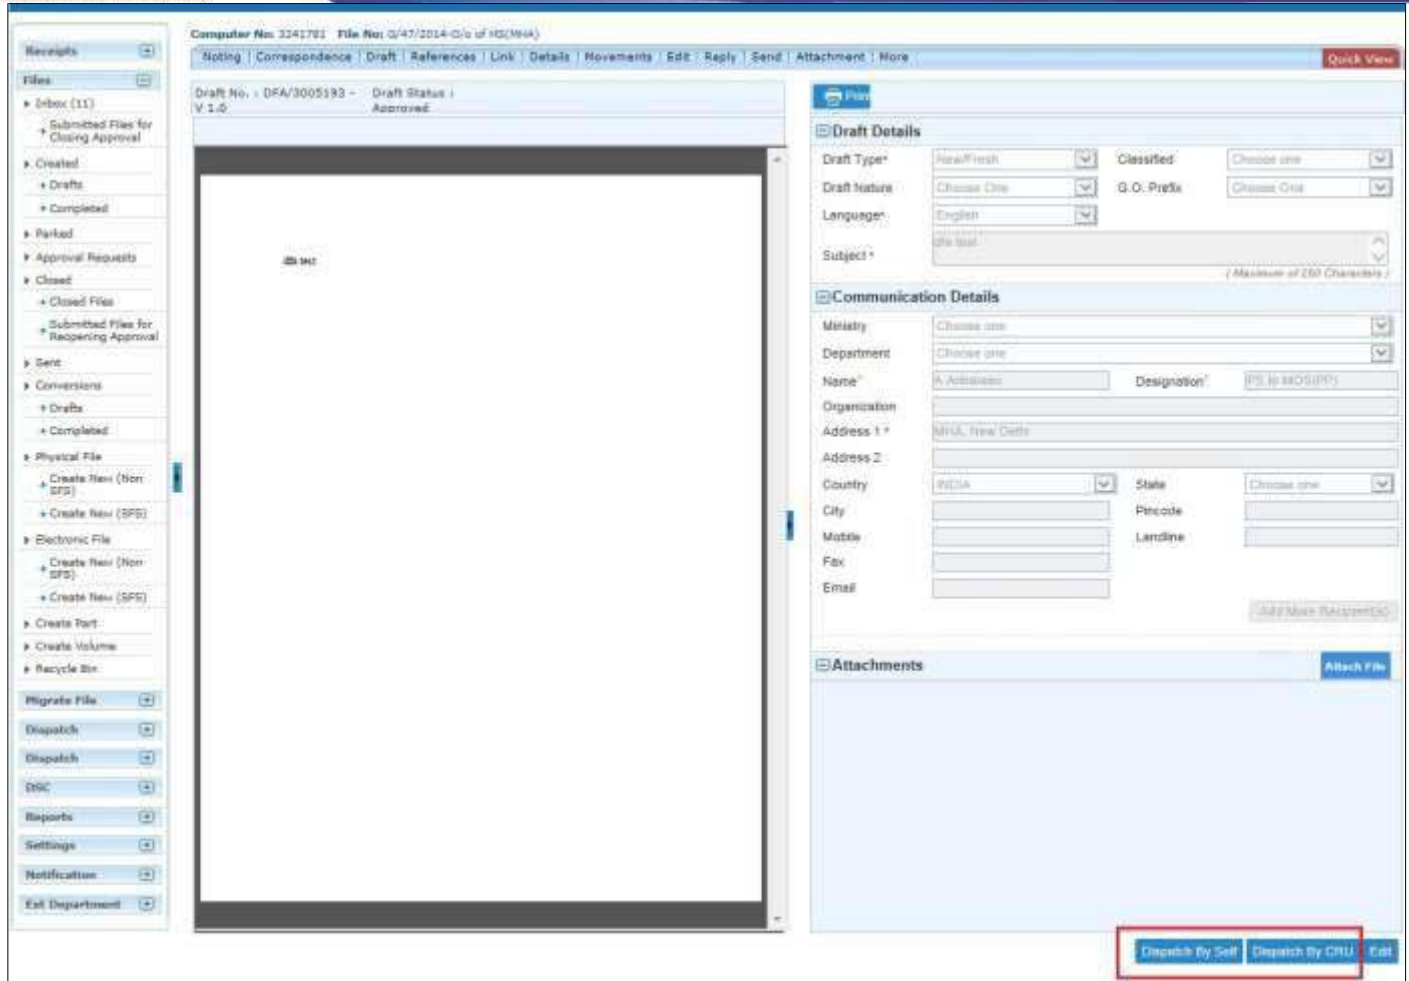 Computer No: 3241781 File No: G/47/2014-O/o of HS(MHA)
Noting | Correspondence | Draft | References | Link | Details | Movements | Edit | Reply | Send | Attachment | More
Quick View
Receipts
Files
Inbox (11)
Submitted Files for
Closing Approval
Created
Drafts
Completed
Parked
Approval Requests
Closed
Closed Files
Submitted Files for
Reopening Approval
Sent
Conversions
Drafts
Completed
Physical File
Create New (Non
SFS)
Create New (SFS)
Electronic File
Create New (Non
SFS)
Create New (SFS)
Create Part
Create Volume
Recycle Bin
Migrate File
Dispatch
Dispatch
DSC
Reports
Settings
Notification
Ext Department
Draft No. : DFA/3005193 - Draft Status :
V 1.0 Approved
dfa test
Print
Draft Details
Draft Type* New/Fresh Classified Choose one
Draft Nature Choose One G.O. Prefix Choose One
Language* English
Subject * dfa test
( Maximum of 250 Characters )
Communication Details
Ministry Choose one
Department Choose one
Name* A Designation* PS to MOS(PP)
Organization
Address 1 * MHA, New Delhi
Address 2
Country INDIA State Choose one
City Pincode
Mobile Landline
Fax
Email
Add More Recipient(s)
Attachments Attach File
Dispatch By Self Dispatch By CRU Edit